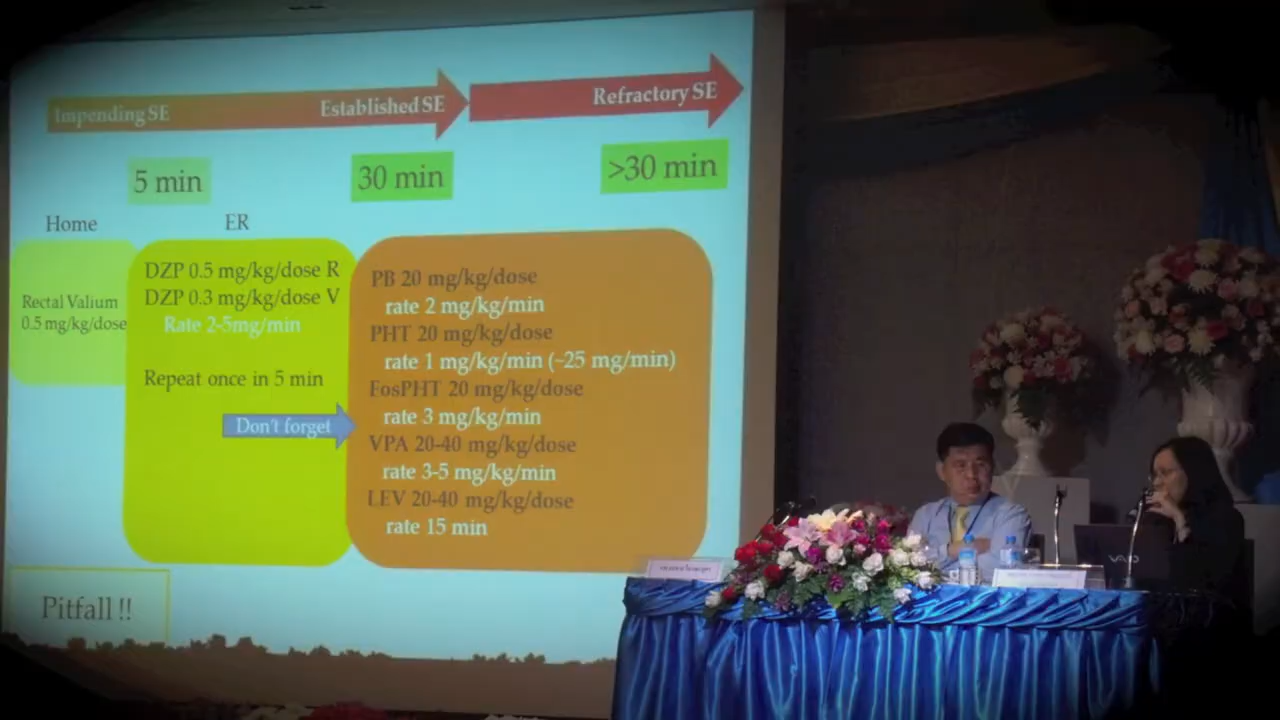 Impending SE
Established SE
Refractory SE
5 min
30 min
>30 min
Home
ER
Rectal Valium
0.5 mg/kg/dose
DZP 0.5 mg/kg/dose R
DZP 0.3 mg/kg/dose V
Rate 2-5mg/min
Repeat once in 5 min
Don't forget
PB 20 mg/kg/dose
rate 2 mg/kg/min
PHT 20 mg/kg/dose
rate 1 mg/kg/min (~25 mg/min)
FosPHT 20 mg/kg/dose
rate 3 mg/kg/min
VPA 20-40 mg/kg/dose
rate 3-5 mg/kg/min
LEV 20-40 mg/kg/dose
rate 15 min
Pitfall !!
VAIO